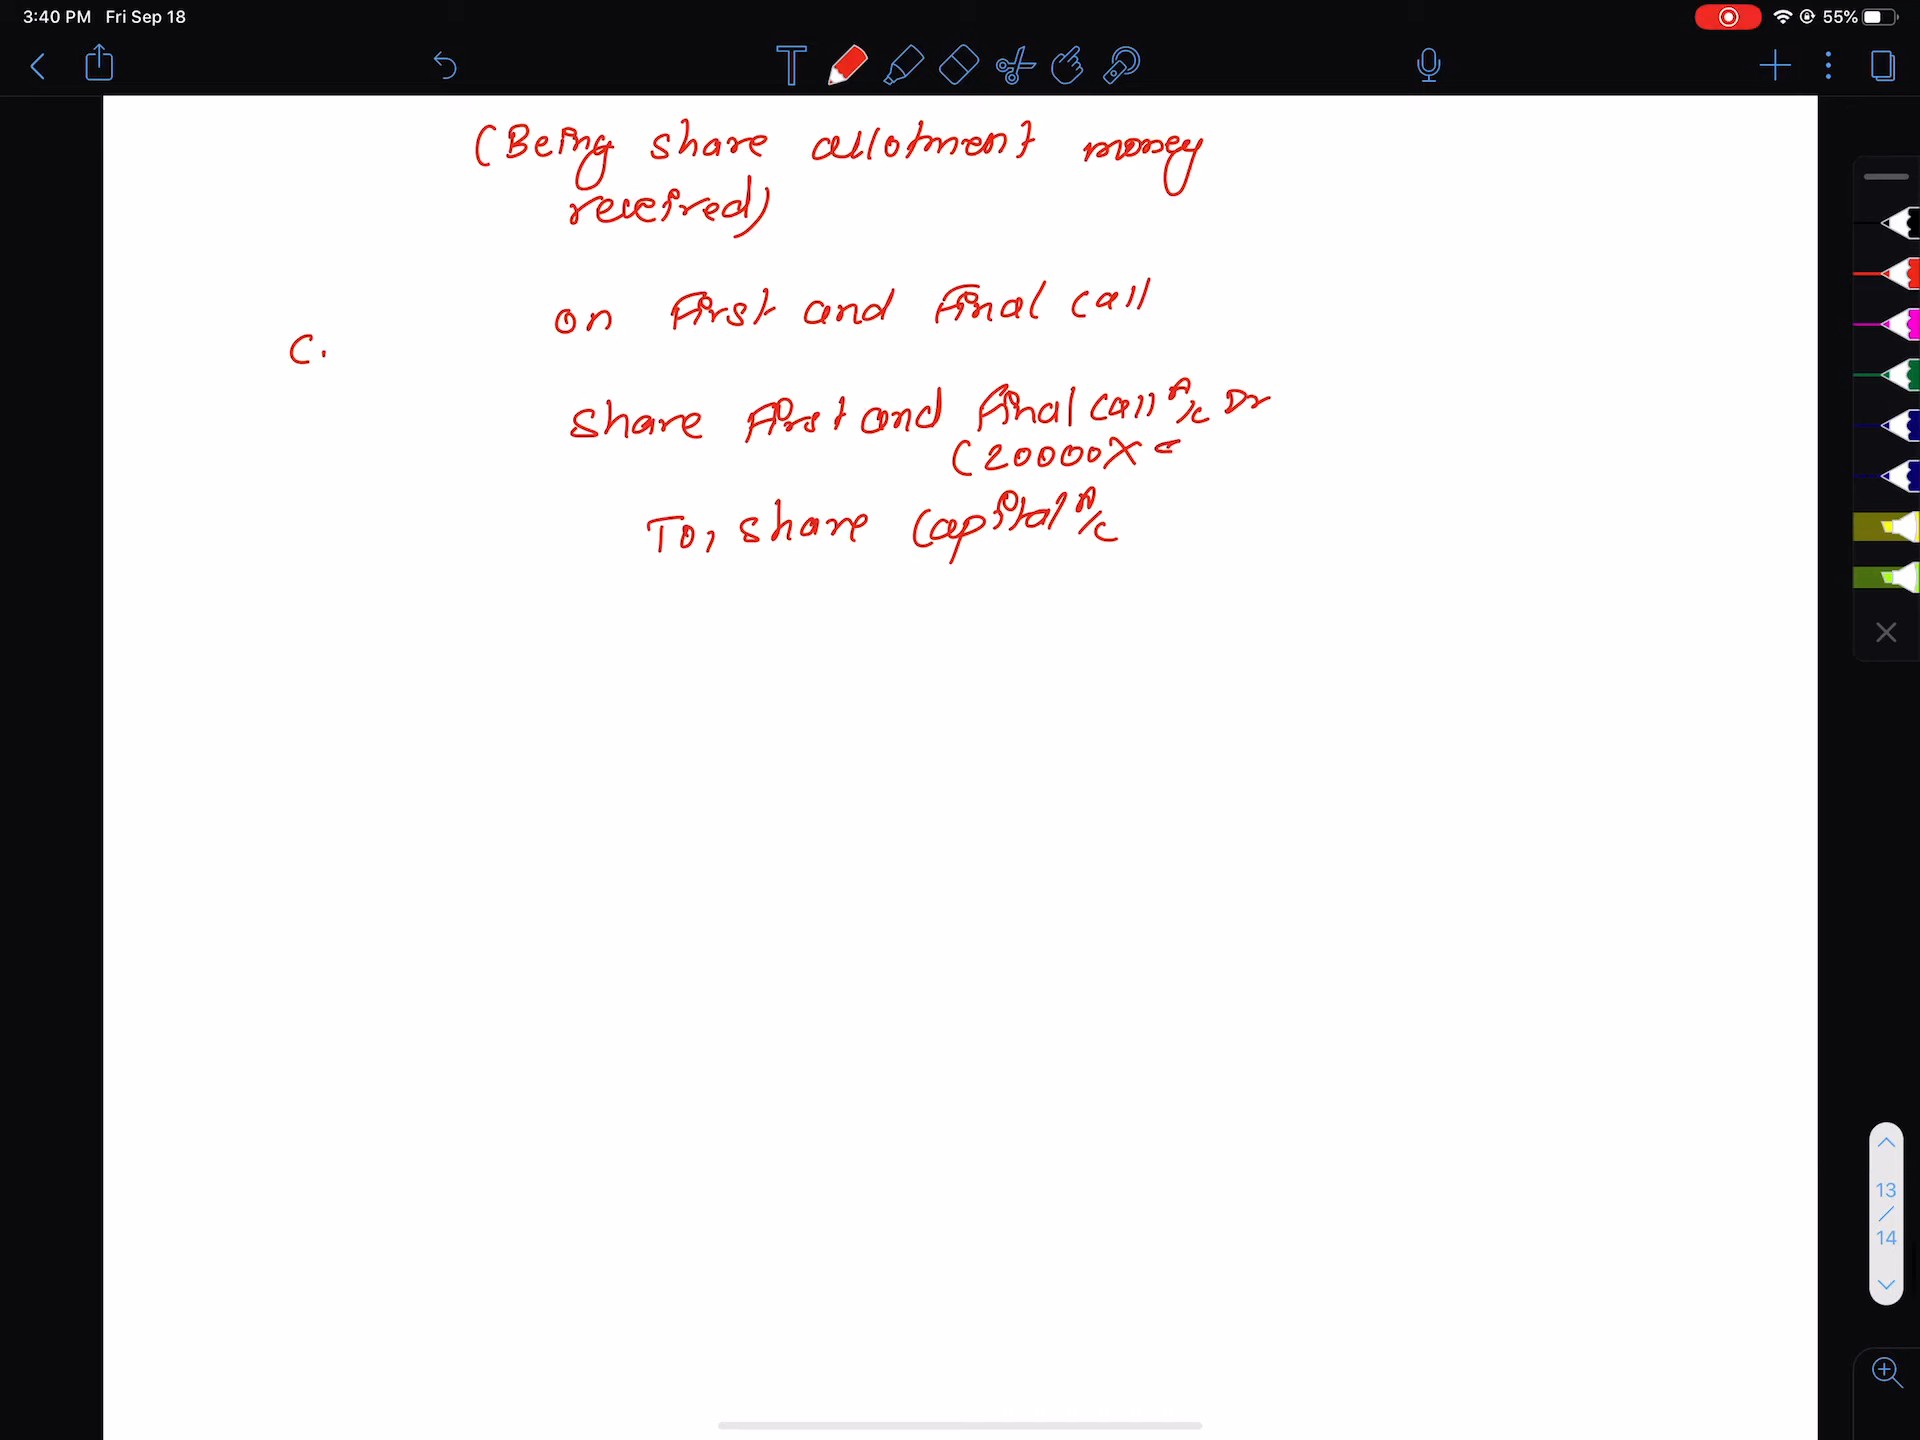 3:40 PM Fri Sep 18
55%
(Being share allotment money
received)
on First and Final call
C.
share First and Final call A/c Dr
(20000X
To, share Capital A/c
13
/
14